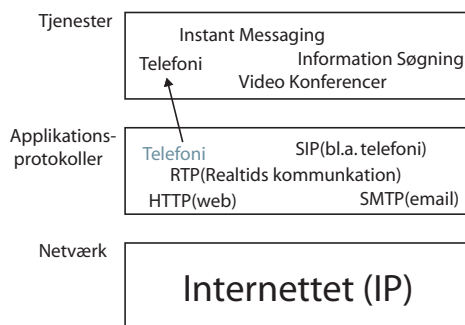 Tjenester
Instant Messaging
Information Søgning
Telefoni
Video Konferencer
Applikations-
protokoller
Telefoni
SIP(bl.a. telefoni)
RTP(Realtids kommunkation)
HTTP(web)
SMTP(email)
Netværk
Internettet (IP)